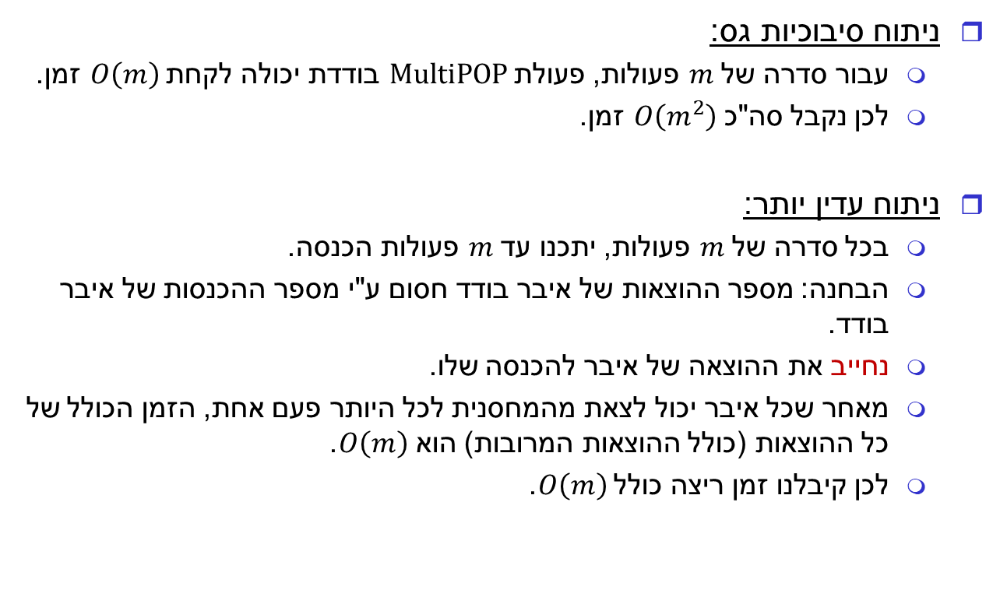 ניתוח סיבוכיות גס:
עבור סדרה של m פעולות, פעולת MultiPOP בודדת יכולה לקחת O(m) זמן.
לכן נקבל סה"כ O(m²) זמן.
ניתוח עדין יותר:
בכל סדרה של m פעולות, יתכנו עד m פעולות הכנסה.
הבחנה: מספר ההוצאות של איבר בודד חסום ע"י מספר ההכנסות של איבר
בודד.
נחייב את ההוצאה של איבר להכנסה שלו.
מאחר שכל איבר יכול לצאת מהמחסנית לכל היותר פעם אחת, הזמן הכולל של
כל ההוצאות (כולל ההוצאות המרובות) הוא O(m).
לכן קיבלנו זמן ריצה כולל O(m).